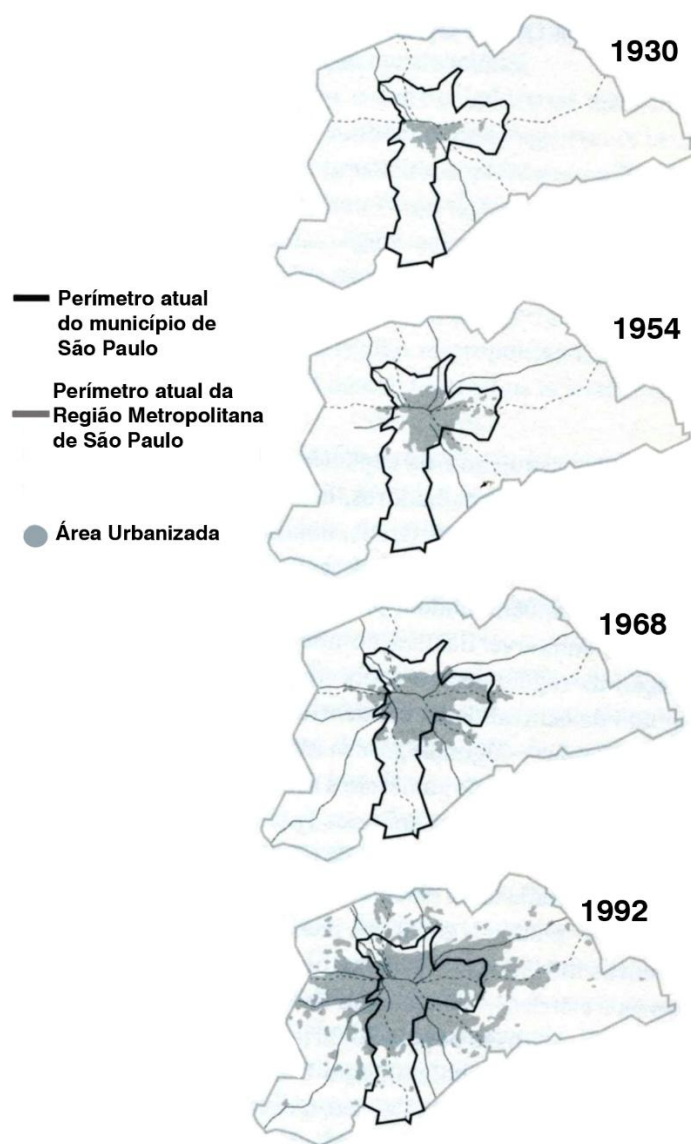 1930
1954
Perímetro atual
do município de
São Paulo
Perímetro atual da
Região Metropolitana
de São Paulo
Área Urbanizada
1968
1992